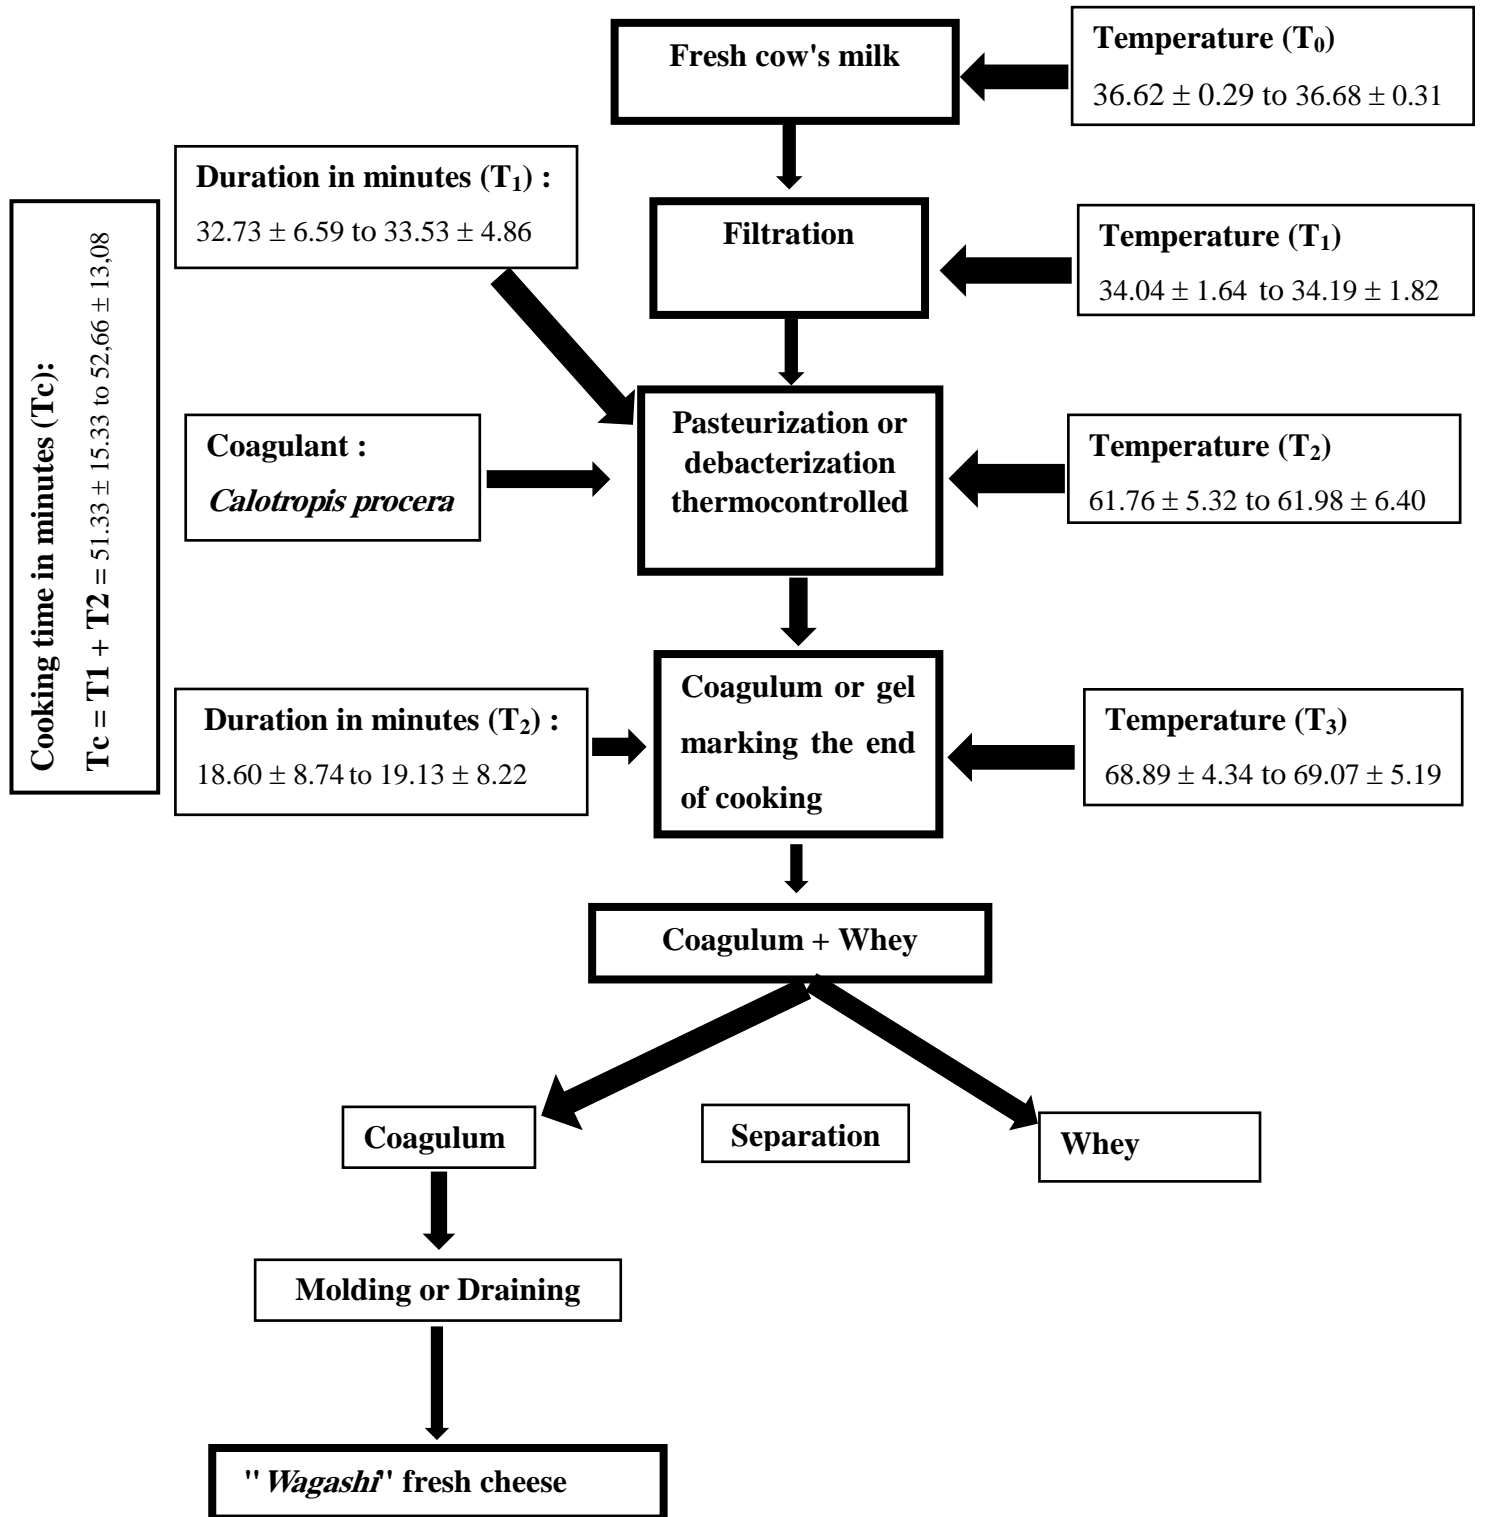 Fresh cow's milk
Temperature (T₀)
36.62 ± 0.29 to 36.68 ± 0.31
Duration in minutes (T₁) :
32.73 ± 6.59 to 33.53 ± 4.86
Filtration
Temperature (T₁)
34.04 ± 1.64 to 34.19 ± 1.82
Cooking time in minutes (Tc):
Tc = T1 + T2 = 51.33 ± 15.33 to 52,66 ± 13,08
Coagulant :
Calotropis procera
Pasteurization or
debacterization
thermocontrolled
Temperature (T₂)
61.76 ± 5.32 to 61.98 ± 6.40
Duration in minutes (T₂) :
18.60 ± 8.74 to 19.13 ± 8.22
Coagulum or gel
marking the end
of cooking
Temperature (T₃)
68.89 ± 4.34 to 69.07 ± 5.19
Coagulum + Whey
Coagulum
Separation
Whey
Molding or Draining
"Wagashi" fresh cheese